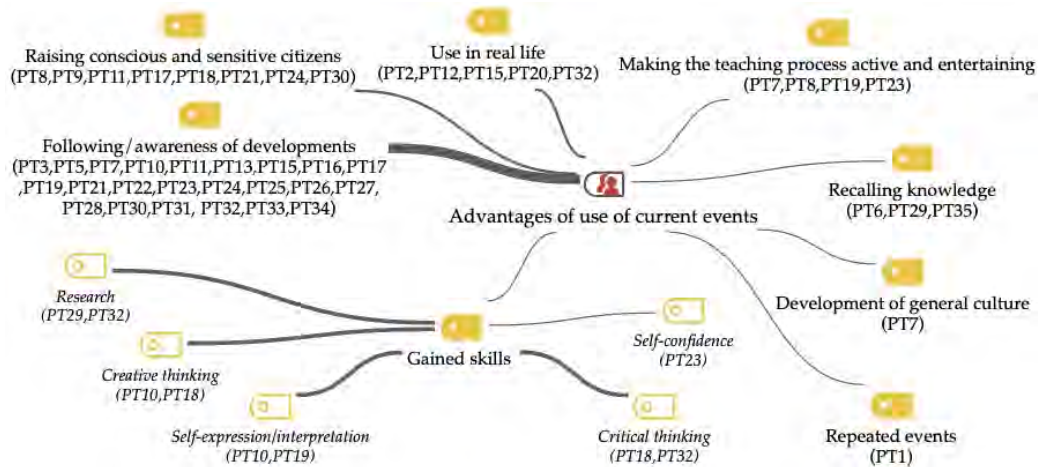 Raising conscious and sensitive citizens
(PT8,PT9,PT11,PT17,PT18,PT21,PT24,PT30)
Use in real life
(PT2,PT12,PT15,PT20,PT32)
Making the teaching process active and entertaining
(PT7,PT8,PT19,PT23)
Following/awareness of developments
(PT3,PT5,PT7,PT10,PT11,PT13,PT15,PT16,PT17
,PT19,PT21,PT22,PT23,PT24,PT25,PT26,PT27,
PT28,PT30,PT31, PT32,PT33,PT34)
Recalling knowledge
(PT6,PT29,PT35)
Advantages of use of current events
Development of general culture
(PT7)
Research
(PT29,PT32)
Gained skills
Self-confidence
(PT23)
Creative thinking
(PT10,PT18)
Self-expression/interpretation
(PT10,PT19)
Critical thinking
(PT18,PT32)
Repeated events
(PT1)